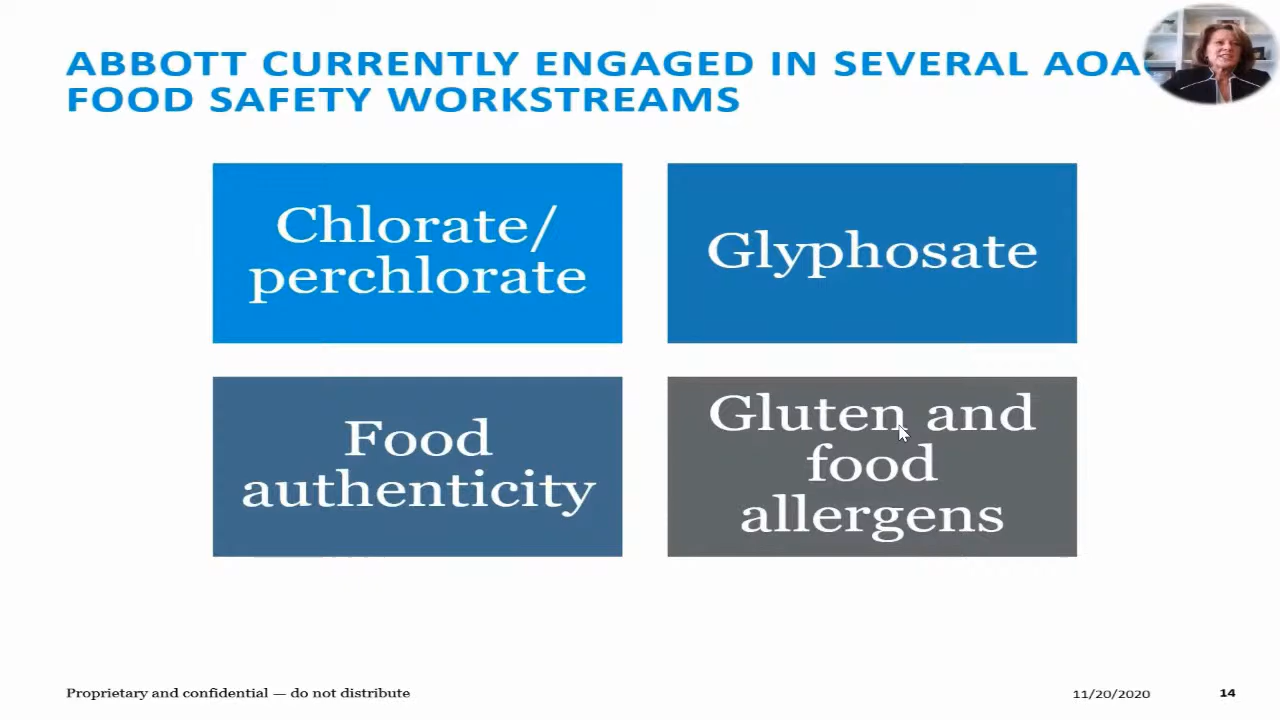 ABBOTT CURRENTLY ENGAGED IN SEVERAL
FOOD SAFETY WORKSTREAMS
Chlorate/
perchlorate
Glyphosate
Food
authenticity
Gluten and
food
allergens
Proprietary and confidential — do not distribute
11/20/2020
14